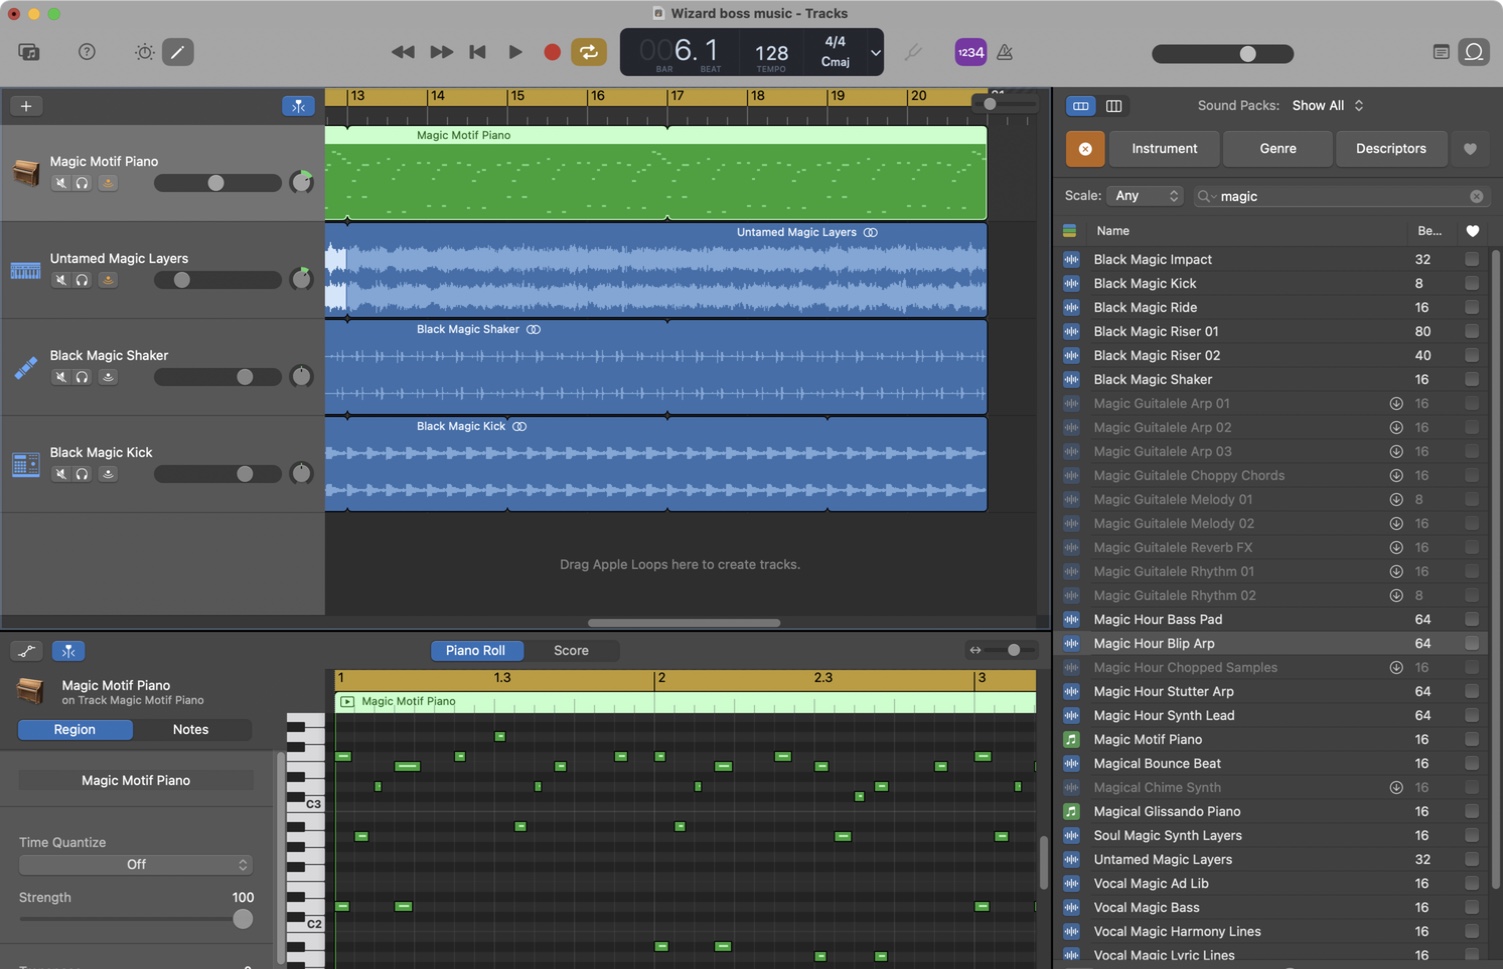 Wizard boss music - Tracks
006.1
BAR
BEAT
128
TEMPO
4/4
Cmaj
1234
13
14
15
16
17
18
19
20
Sound Packs:
Show All
Instrument
Genre
Descriptors
Scale:
Any
magic
Name
Be...
Magic Motif Piano
Untamed Magic Layers
Black Magic Shaker
Black Magic Kick
Magic Motif Piano
Untamed Magic Layers
Black Magic Shaker
Black Magic Kick
Drag Apple Loops here to create tracks.
Black Magic Impact 32
Black Magic Kick 8
Black Magic Ride 16
Black Magic Riser 01 80
Black Magic Riser 02 40
Black Magic Shaker 16
Magic Guitalele Arp 01 16
Magic Guitalele Arp 02 16
Magic Guitalele Arp 03 16
Magic Guitalele Choppy Chords 16
Magic Guitalele Melody 01 8
Magic Guitalele Melody 02 16
Magic Guitalele Reverb FX 16
Magic Guitalele Rhythm 01 16
Magic Guitalele Rhythm 02 8
Magic Hour Bass Pad 64
Magic Hour Blip Arp 64
Magic Hour Chopped Samples 16
Magic Hour Stutter Arp 64
Magic Hour Synth Lead 64
Magic Motif Piano 16
Magical Bounce Beat 16
Magical Chime Synth 16
Magical Glissando Piano 16
Soul Magic Synth Layers 16
Untamed Magic Layers 32
Vocal Magic Ad Lib 16
Vocal Magic Bass 16
Vocal Magic Harmony Lines 16
Vocal Magic Lyric Lines 16
Piano Roll
Score
Magic Motif Piano
on Track Magic Motif Piano
Region
Notes
Magic Motif Piano
Time Quantize
Off
Strength 100
1
1.3
2
2.3
3
Magic Motif Piano
C3
C2